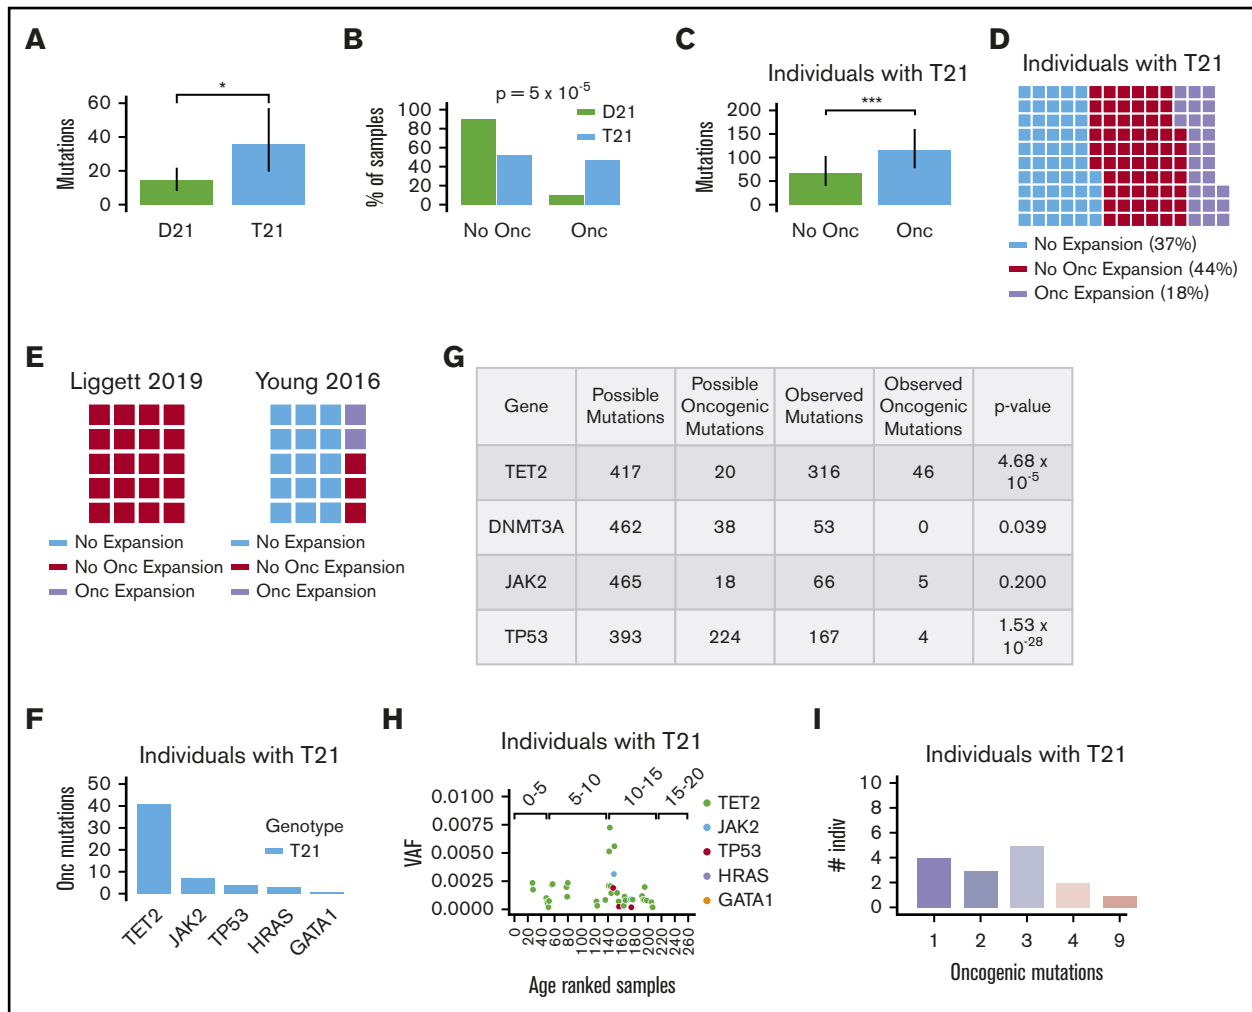 A
Mutations
60
40
20
0
*
D21
T21
B
% of samples
p = 5 x 10-5
100
80
60
40
20
0
D21
T21
No Onc
Onc
C
Individuals with T21
Mutations
200
150
100
50
0
***
No Onc
Onc
D
Individuals with T21
No Expansion (37%)
No Onc Expansion (44%)
Onc Expansion (18%)
E
Liggett 2019
No Expansion
No Onc Expansion
Onc Expansion
Young 2016
No Expansion
No Onc Expansion
Onc Expansion
G
Gene
Possible
Mutations
Possible
Oncogenic
Mutations
Observed
Mutations
Observed
Oncogenic
Mutations
p-value
TET2 417 20 316 46 4.68 x
10-5
DNMT3A 462 38 53 0 0.039
JAK2 465 18 66 5 0.200
TP53 393 224 167 4 1.53 x
10-28
F
Individuals with T21
Onc mutations
50
40
30
20
10
0
Genotype
T21
TET2
JAK2
TP53
HRAS
GATA1
H
Individuals with T21
VAF
0.0100
0.0075
0.0050
0.0025
0.0000
0-5
5-10
10-15
15-20
TET2
JAK2
TP53
HRAS
GATA1
0
20
40
60
80
100
120
140
160
180
200
220
240
260
Age ranked samples
I
Individuals with T21
# indiv
10
8
6
4
2
0
1
2
3
4
9
Oncogenic mutations